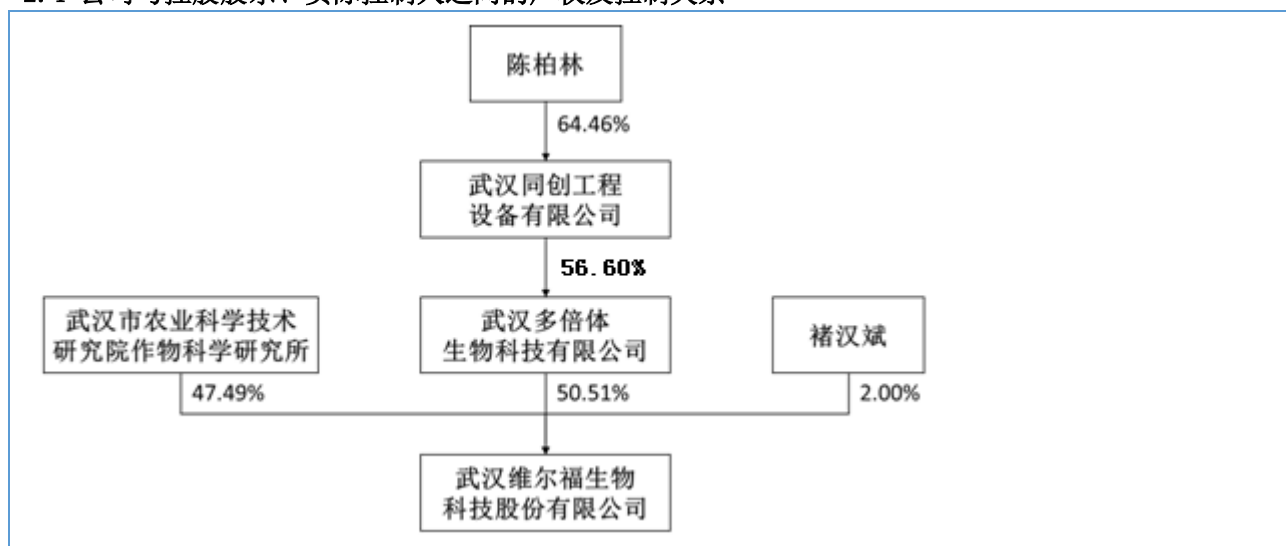 陈柏林
64.46%
武汉同创工程
设备有限公司
56.60%
武汉市农业科学技术
研究院作物科学研究所
武汉多倍体
生物科技有限公司
褚汉斌
47.49%
50.51%
2.00%
武汉维尔福生物
科技股份有限公司